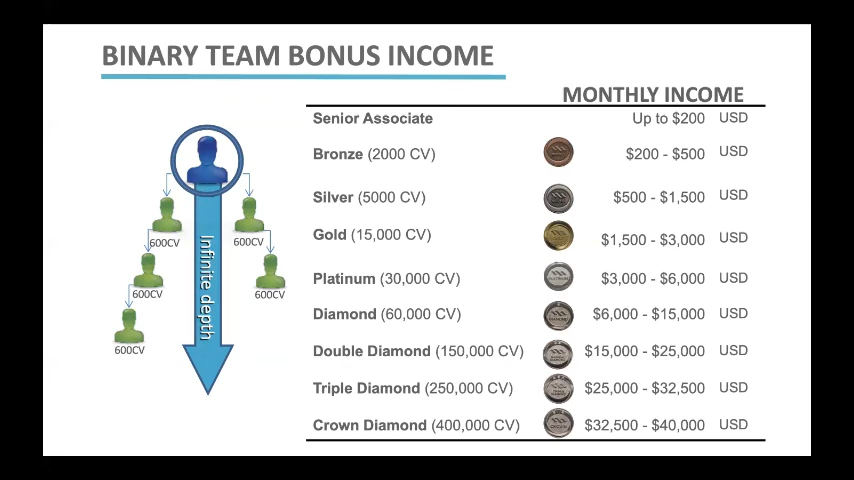 BINARY TEAM BONUS INCOME
MONTHLY INCOME
Senior Associate Up to $200 USD
Bronze (2000 CV) $200 - $500 USD
Silver (5000 CV) $500 - $1,500 USD
Gold (15,000 CV) $1,500 - $3,000 USD
Platinum (30,000 CV) PLATINUM $3,000 - $6,000 USD
Diamond (60,000 CV) DIAMOND $6,000 - $15,000 USD
Double Diamond (150,000 CV) $15,000 - $25,000 USD
Triple Diamond (250,000 CV) $25,000 - $32,500 USD
Crown Diamond (400,000 CV) CROWN $32,500 - $40,000 USD
600CV
600CV
600CV
600CV
600CV
Infinite depth